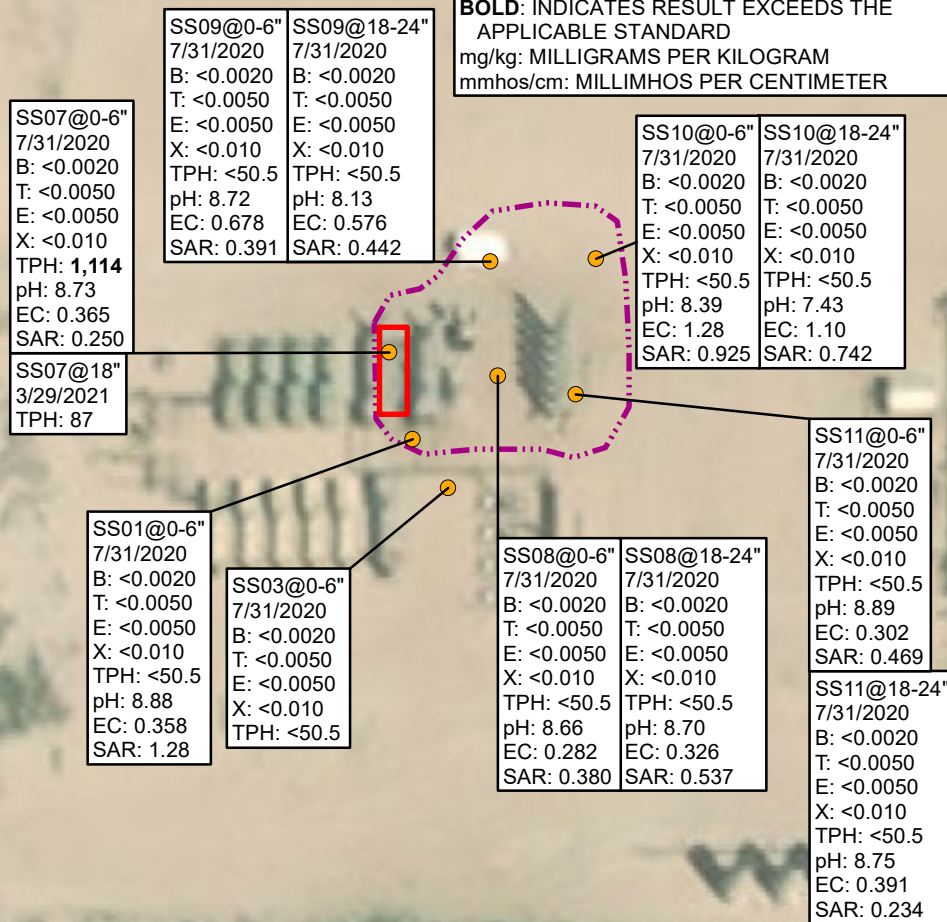 BOLD: INDICATES RESULT EXCEEDS THE
APPLICABLE STANDARD
mg/kg: MILLIGRAMS PER KILOGRAM
mmhos/cm: MILLIMHOS PER CENTIMETER
SS09@0-6"
7/31/2020
B: <0.0020
T: <0.0050
E: <0.0050
X: <0.010
TPH: <50.5
pH: 8.72
EC: 0.678
SAR: 0.391
SS09@18-24"
7/31/2020
B: <0.0020
T: <0.0050
E: <0.0050
X: <0.010
TPH: <50.5
pH: 8.13
EC: 0.576
SAR: 0.442
SS07@0-6"
7/31/2020
B: <0.0020
T: <0.0050
E: <0.0050
X: <0.010
TPH: 1,114
pH: 8.73
EC: 0.365
SAR: 0.250
SS07@18"
3/29/2021
TPH: 87
SS10@0-6"
7/31/2020
B: <0.0020
T: <0.0050
E: <0.0050
X: <0.010
TPH: <50.5
pH: 8.39
EC: 1.28
SAR: 0.925
SS10@18-24"
7/31/2020
B: <0.0020
T: <0.0050
E: <0.0050
X: <0.010
TPH: <50.5
pH: 7.43
EC: 1.10
SAR: 0.742
SS01@0-6"
7/31/2020
B: <0.0020
T: <0.0050
E: <0.0050
X: <0.010
TPH: <50.5
pH: 8.88
EC: 0.358
SAR: 1.28
SS03@0-6"
7/31/2020
B: <0.0020
T: <0.0050
E: <0.0050
X: <0.010
TPH: <50.5
SS08@0-6"
7/31/2020
B: <0.0020
T: <0.0050
E: <0.0050
X: <0.010
TPH: <50.5
pH: 8.66
EC: 0.282
SAR: 0.380
SS08@18-24"
7/31/2020
B: <0.0020
T: <0.0050
E: <0.0050
X: <0.010
TPH: <50.5
pH: 8.70
EC: 0.326
SAR: 0.537
SS11@0-6"
7/31/2020
B: <0.0020
T: <0.0050
E: <0.0050
X: <0.010
TPH: <50.5
pH: 8.89
EC: 0.302
SAR: 0.469
SS11@18-24"
7/31/2020
B: <0.0020
T: <0.0050
E: <0.0050
X: <0.010
TPH: <50.5
pH: 8.75
EC: 0.391
SAR: 0.234